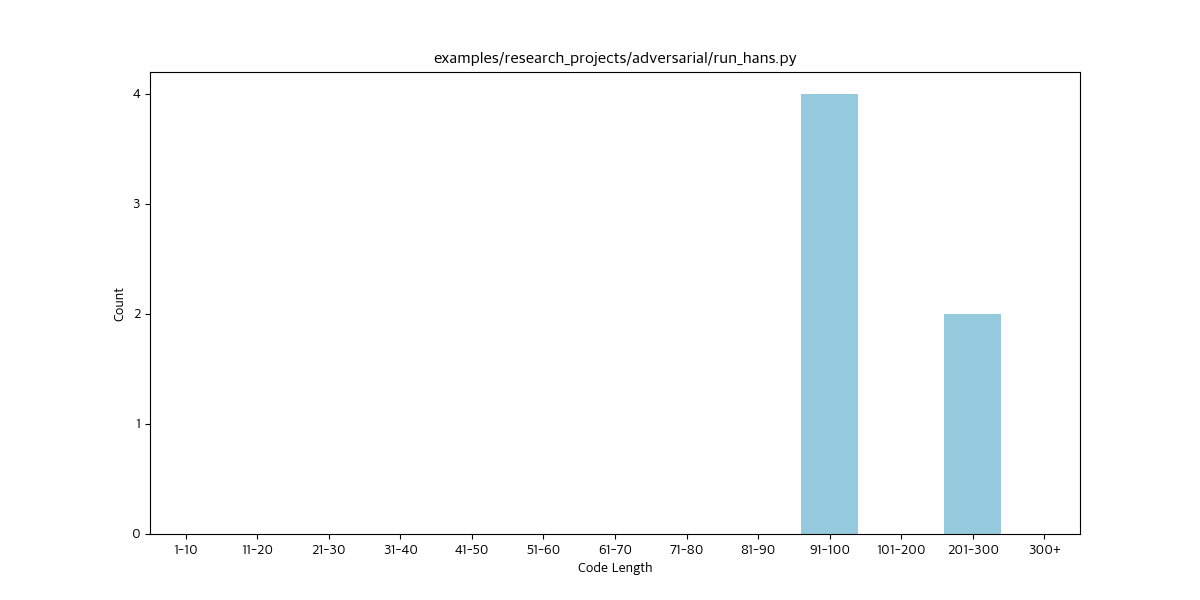 examples/research_projects/adversarial/run_hans.py
4
3
2
1
0
Count
1-10 11-20 21-30 31-40 41-50 51-60 61-70 71-80 81-90 91-100 101-200 201-300 300+
Code Length